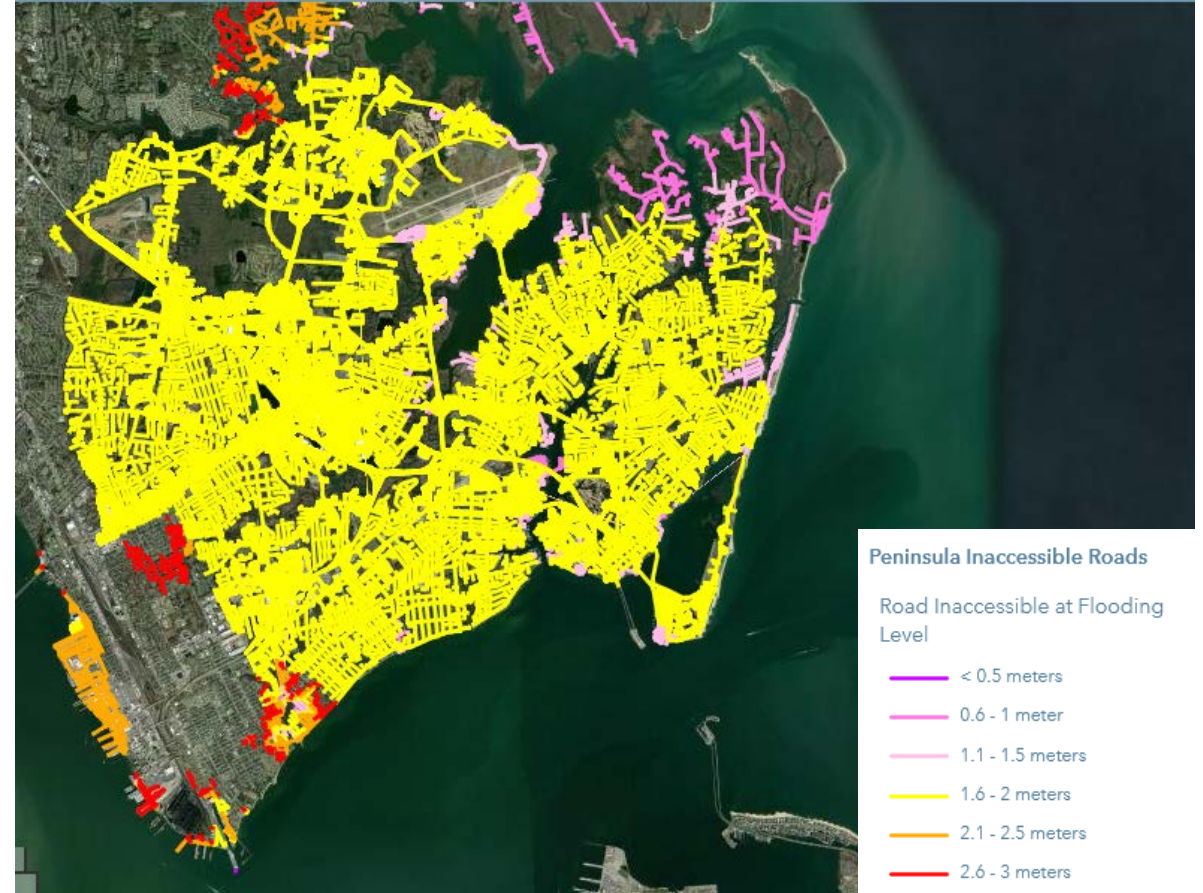 Peninsula Inaccessible Roads
Road Inaccessible at Flooding
Level
< 0.5 meters
0.6 - 1 meter
1.1 - 1.5 meters
1.6 - 2 meters
2.1 - 2.5 meters
2.6 - 3 meters